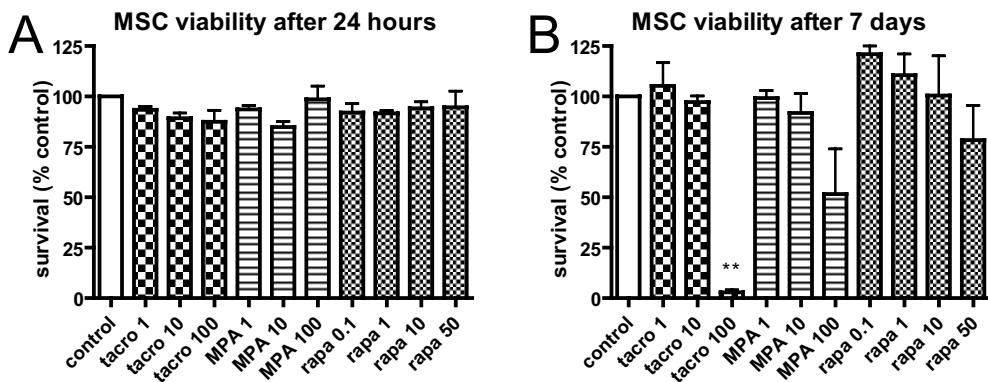 A
MSC viability after 24 hours
survival (% control)
125
100
75
50
25
0
control
tacro 1
tacro 10
tacro 100
MPA 1
MPA 10
MPA 100
rapa 0.1
rapa 1
rapa 10
rapa 50
B
MSC viability after 7 days
survival (% control)
125
100
75
50
25
0
**
control
tacro 1
tacro 10
tacro 100
MPA 1
MPA 10
MPA 100
rapa 0.1
rapa 1
rapa 10
rapa 50